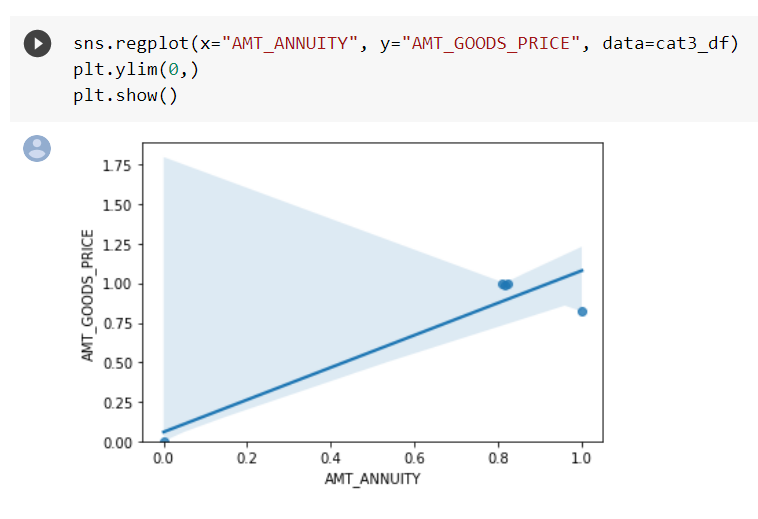 sns.regplot(x="AMT_ANNUITY", y="AMT_GOODS_PRICE", data=cat3_df)
plt.ylim(0,)
plt.show()
1.75
1.50
1.25
1.00
0.75
0.50
0.25
0.00
AMT_GOODS_PRICE
0.0 0.2 0.4 0.6 0.8 1.0
AMT_ANNUITY